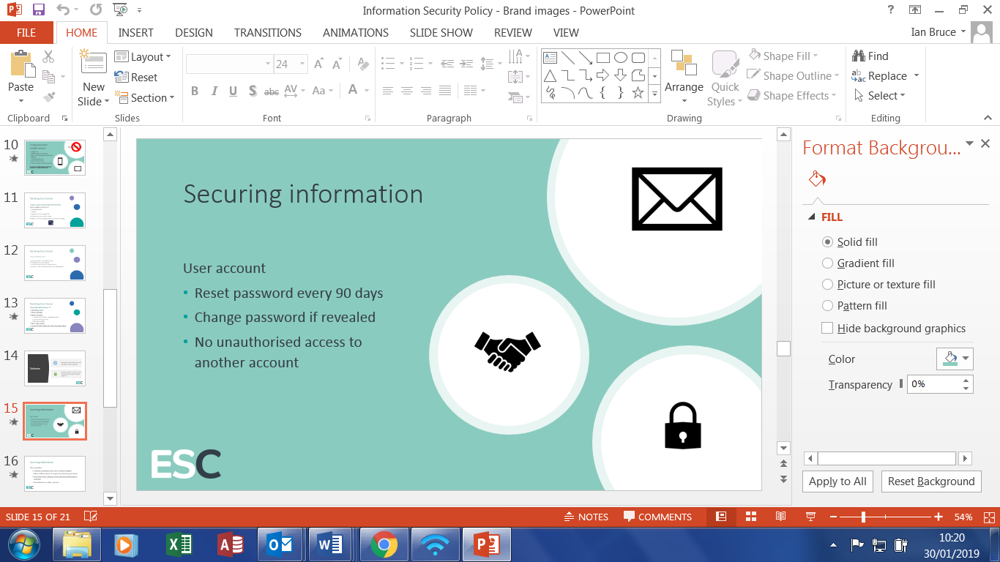 Information Security Policy - Brand images - PowerPoint
?
FILE HOME INSERT DESIGN TRANSITIONS ANIMATIONS SLIDE SHOW REVIEW VIEW
Ian Bruce
Paste
Clipboard
New
Slide
Layout
Reset
Section
Slides
24
B I U S abc AV Aa A
Font
Paragraph
Arrange
Quick
Styles
Shape Fill
Shape Outline
Shape Effects
Drawing
Find
Replace
Select
Editing
10
11
12
13
14
15
16
Securing information
User account
• Reset password every 90 days
• Change password if revealed
• No unauthorised access to
another account
ESC
Format Backgrou...
FILL
Solid fill
Gradient fill
Picture or texture fill
Pattern fill
Hide background graphics
Color
Transparency 0%
Apply to All Reset Background
SLIDE 15 OF 21
NOTES COMMENTS 54%
10:20
30/01/2019